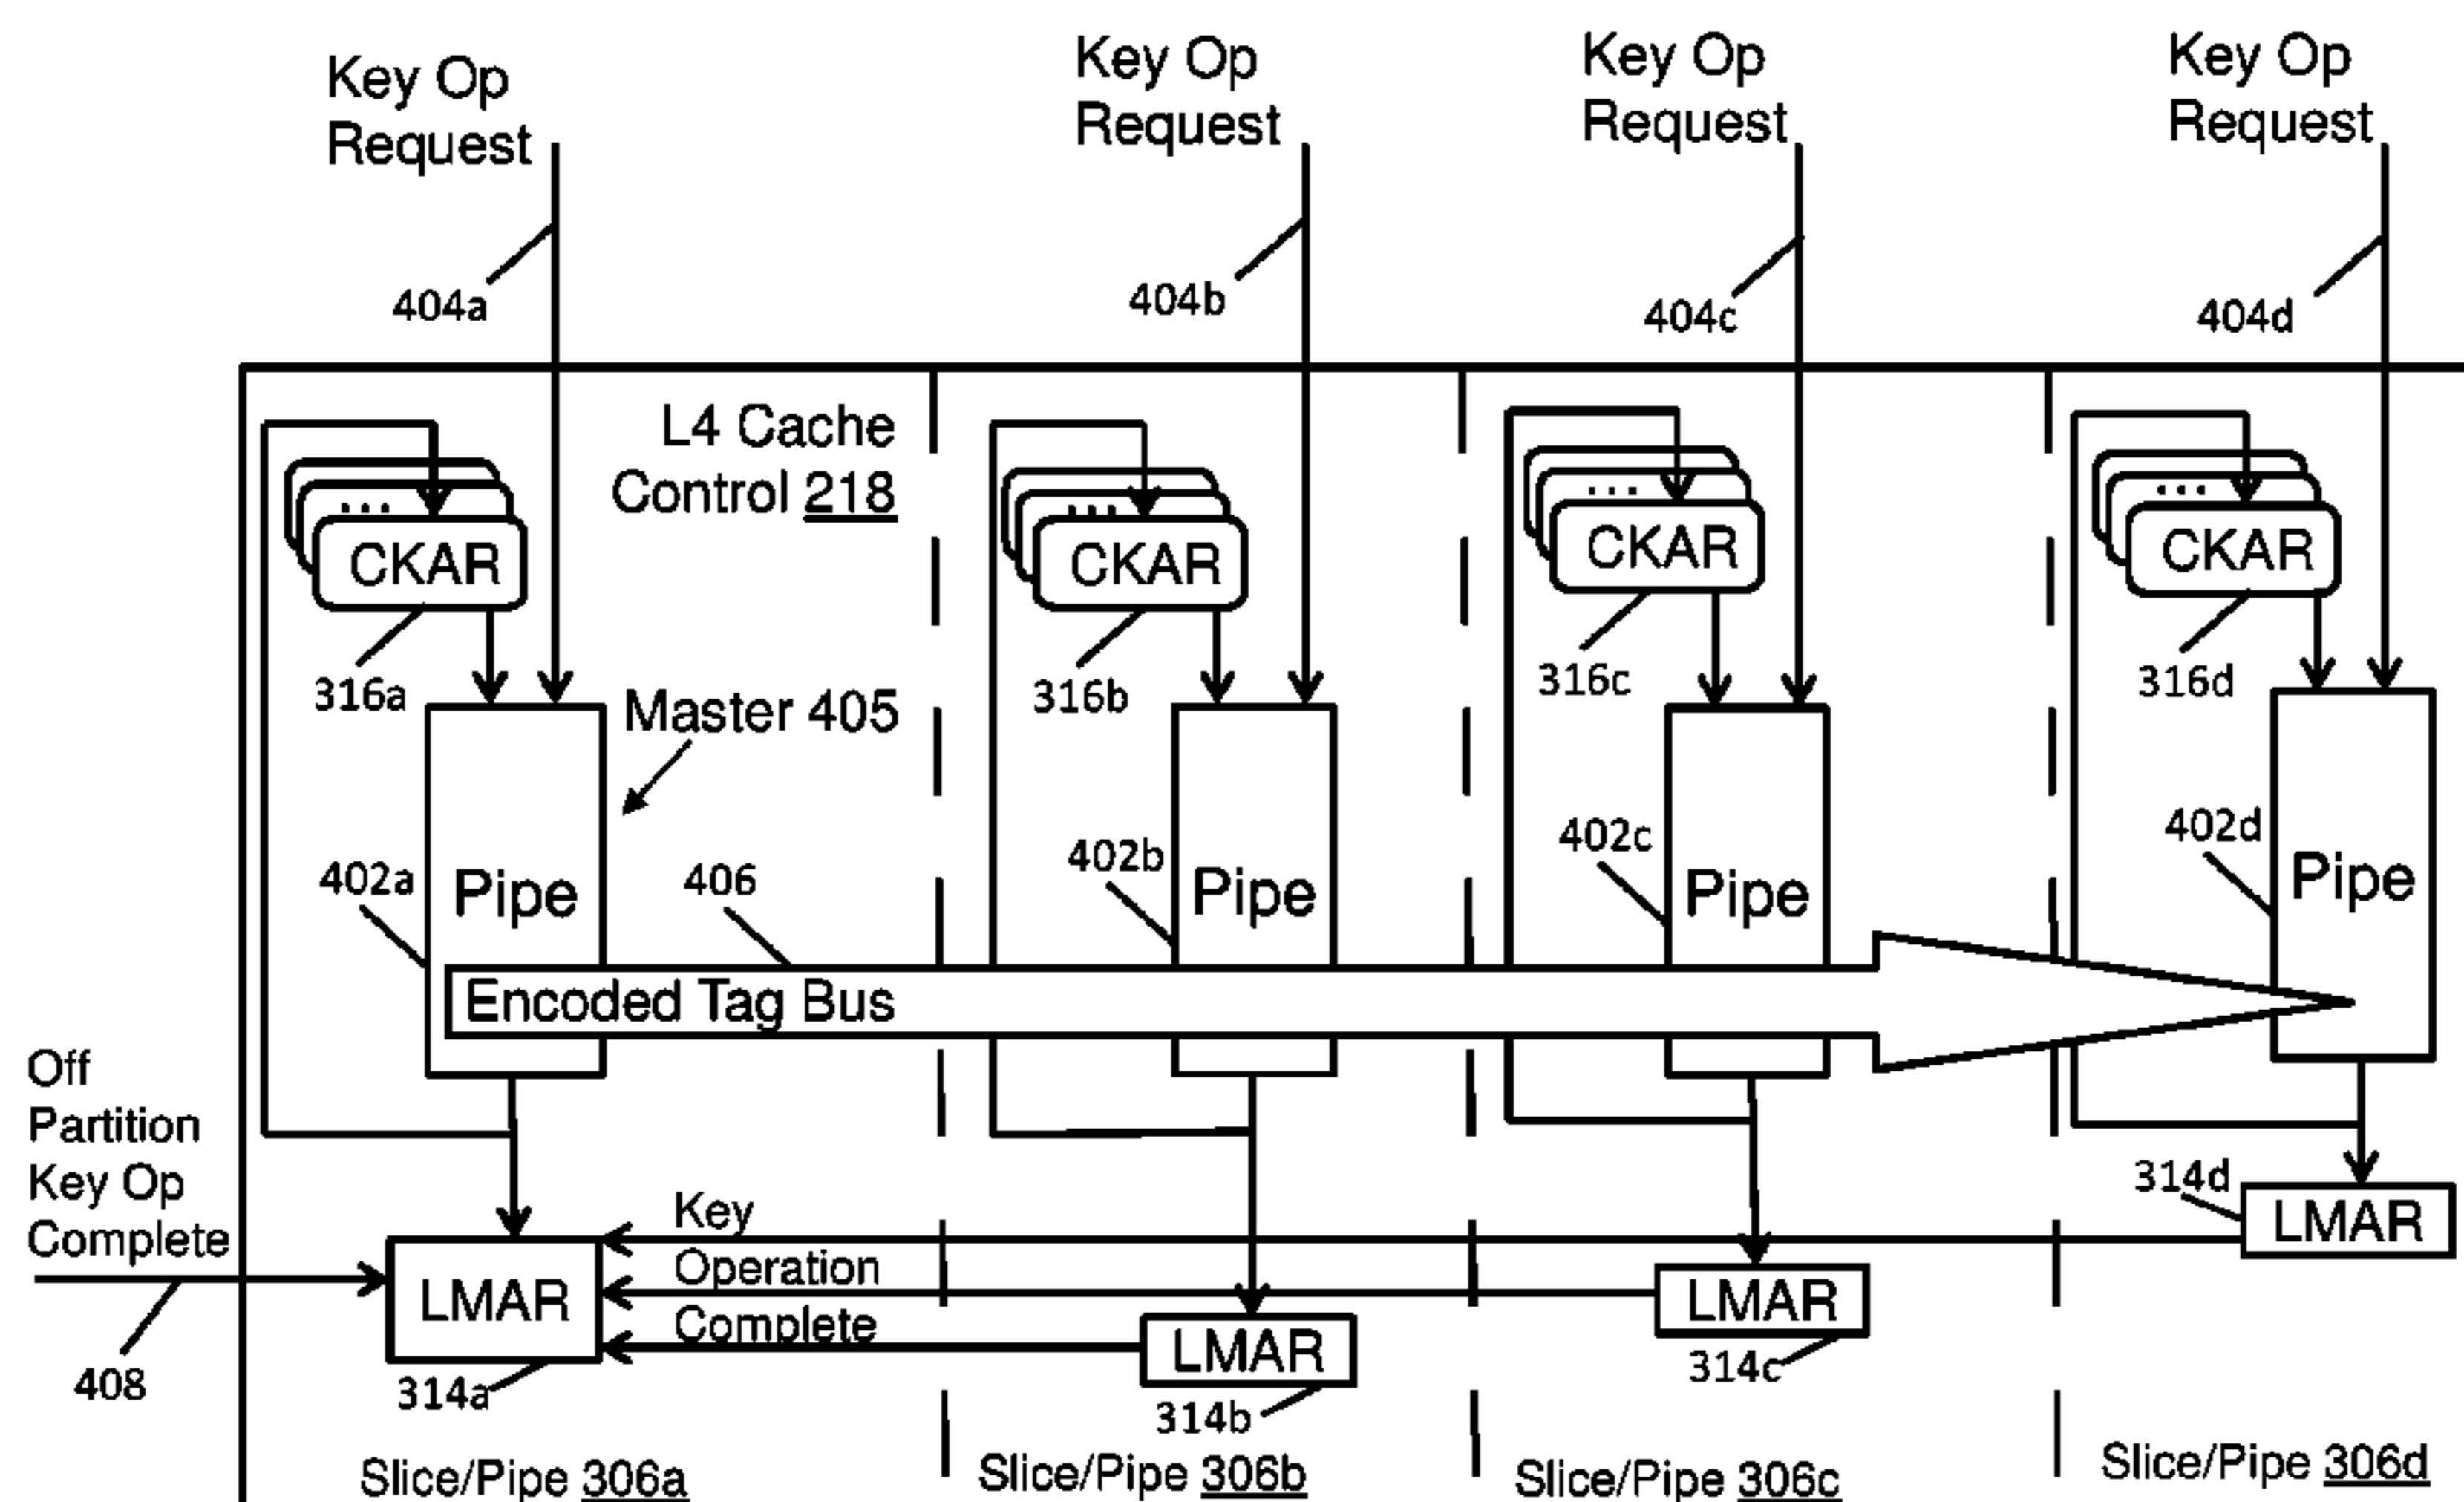 Key Op
Request
Key Op
Request
Key Op
Request
Key Op
Request
404a
404b
404c
404d
L4 Cache
Control 218
...
CKAR
...
CKAR
...
CKAR
...
CKAR
316a
316b
316c
316d
Master 405
402a
Pipe
406
402b
Pipe
402c
Pipe
402d
Pipe
Encoded Tag Bus
Off
Partition
Key Op
Complete
408
Key
Operation
Complete
LMAR
314a
LMAR
314b
LMAR
314c
314d
LMAR
Slice/Pipe 306a
Slice/Pipe 306b
Slice/Pipe 306c
Slice/Pipe 306d